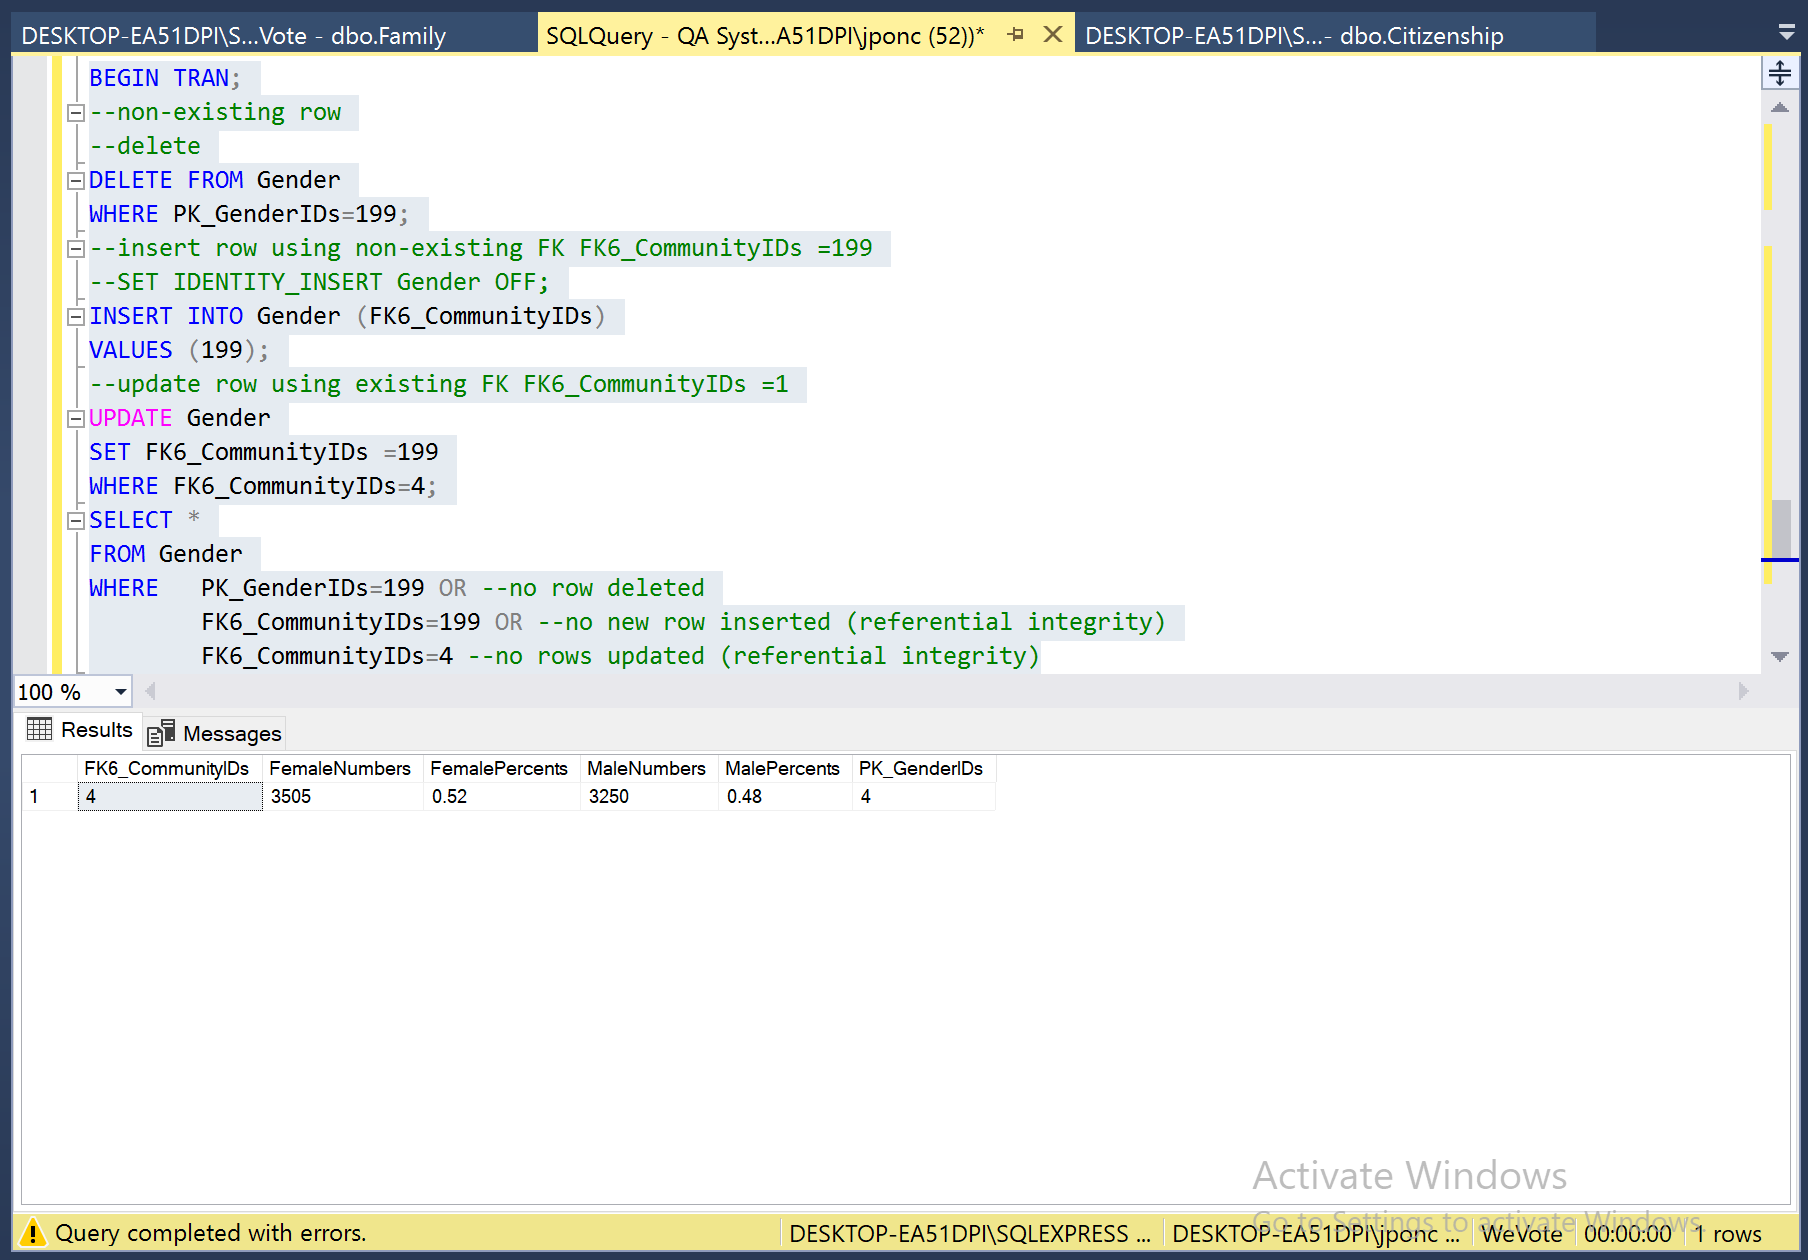 DESKTOP-EA51DPI\S...Vote - dbo.Family
SQLQuery - QA Syst...A51DPI\jponc (52))*
DESKTOP-EA51DPI\S...- dbo.Citizenship
BEGIN TRAN;
--non-existing row
--delete
DELETE FROM Gender
WHERE PK_GenderIDs=199;
--insert row using non-existing FK FK6_CommunityIDs =199
--SET IDENTITY_INSERT Gender OFF;
INSERT INTO Gender (FK6_CommunityIDs)
VALUES (199);
--update row using existing FK FK6_CommunityIDs =1
UPDATE Gender
SET FK6_CommunityIDs =199
WHERE FK6_CommunityIDs=4;
SELECT *
FROM Gender
WHERE PK_GenderIDs=199 OR --no row deleted
FK6_CommunityIDs=199 OR --no new row inserted (referential integrity)
FK6_CommunityIDs=4 --no rows updated (referential integrity)
100 %
Results Messages
FK6_CommunityIDs FemaleNumbers FemalePercents MaleNumbers MalePercents PK_GenderIDs
1 4 3505 0.52 3250 0.48 4
Activate Windows
Go to Settings to activate Windows.
Query completed with errors. DESKTOP-EA51DPI\SQLEXPRESS ... DESKTOP-EA51DPI\jponc ... WeVote 00:00:00 1 rows